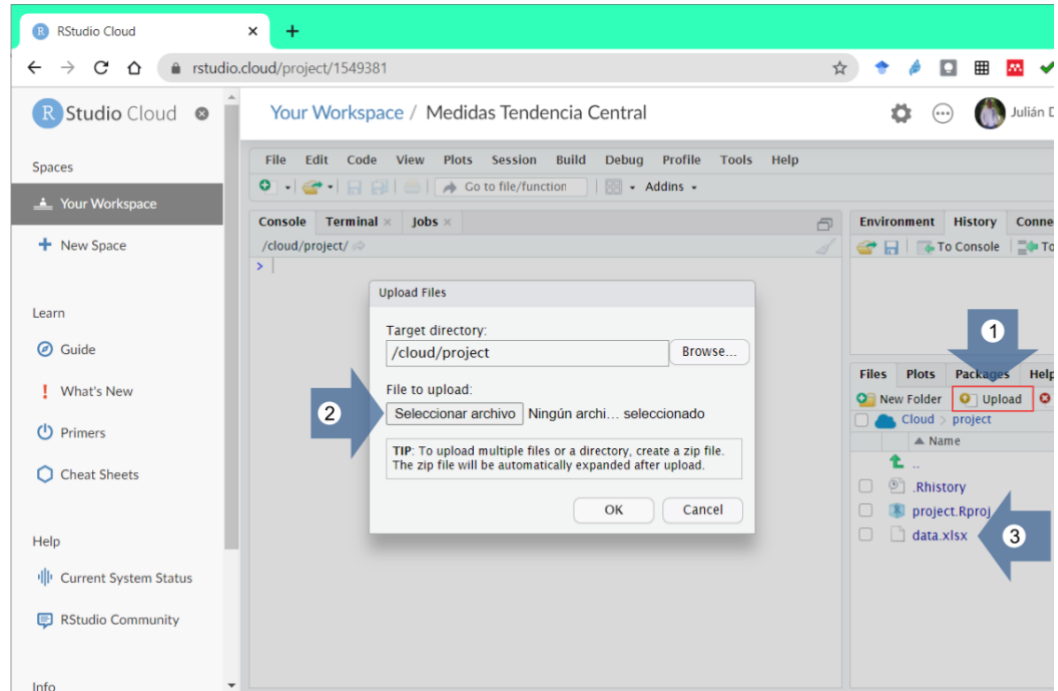 RStudio Cloud
rstudio.cloud/project/1549381
R Studio Cloud
Your Workspace / Medidas Tendencia Central
Julián D
Spaces
Your Workspace
New Space
Learn
Guide
What's New
Primers
Cheat Sheets
Help
Current System Status
RStudio Community
Info
File Edit Code View Plots Session Build Debug Profile Tools Help
Go to file/function Addins
Console Terminal Jobs
/cloud/project/
>
Upload Files
Target directory:
/cloud/project Browse...
File to upload:
2 Seleccionar archivo Ningún archi... seleccionado
TIP: To upload multiple files or a directory, create a zip file.
The zip file will be automatically expanded after upload.
OK Cancel
Environment History Conne
To Console To
1
Files Plots Packages Help
New Folder Upload
Cloud > project
Name
..
.Rhistory
project.Rproj
data.xlsx 3